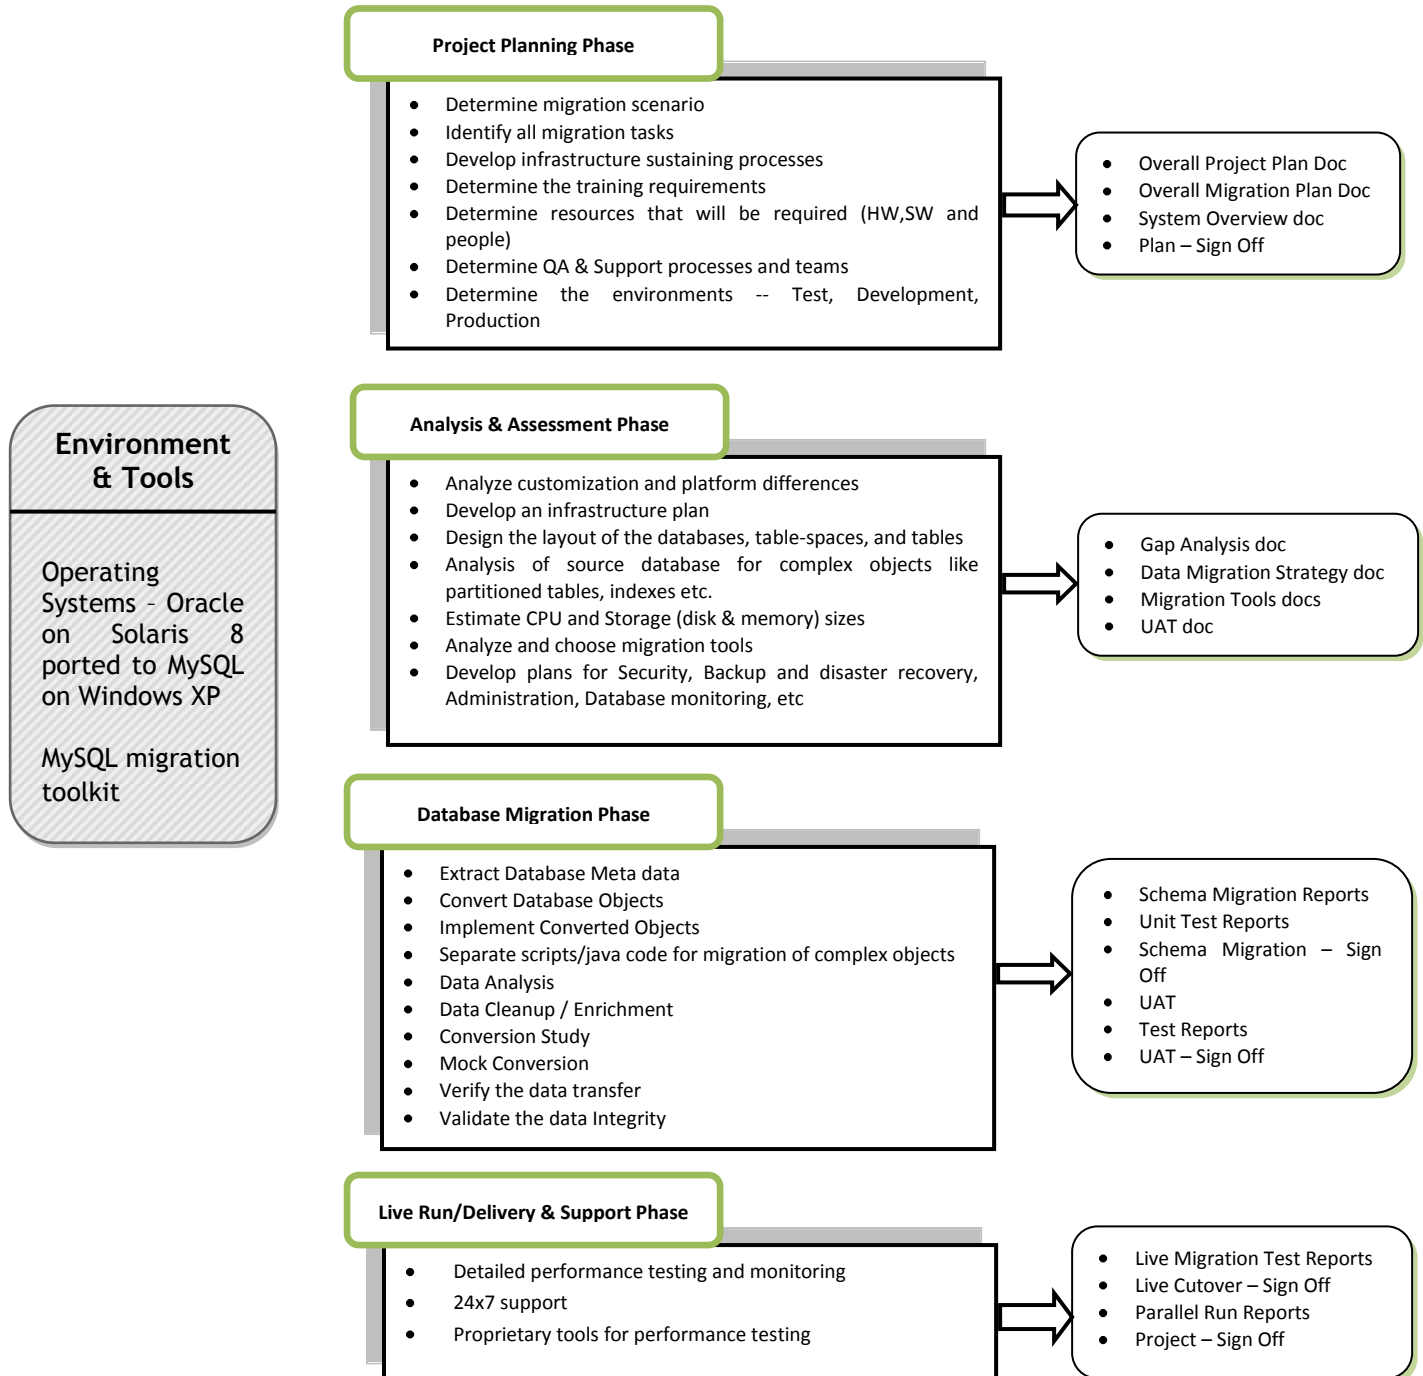 Project Planning Phase
• Determine migration scenario
• Identify all migration tasks
• Develop infrastructure sustaining processes
• Determine the training requirements
• Determine resources that will be required (HW,SW and
people)
• Determine QA & Support processes and teams
• Determine the environments -- Test, Development,
Production
• Overall Project Plan Doc
• Overall Migration Plan Doc
• System Overview doc
• Plan – Sign Off
Environment
& Tools
Operating
Systems – Oracle
on Solaris 8
ported to MySQL
on Windows XP
MySQL migration
toolkit
Analysis & Assessment Phase
• Analyze customization and platform differences
• Develop an infrastructure plan
• Design the layout of the databases, table-spaces, and tables
• Analysis of source database for complex objects like
partitioned tables, indexes etc.
• Estimate CPU and Storage (disk & memory) sizes
• Analyze and choose migration tools
• Develop plans for Security, Backup and disaster recovery,
Administration, Database monitoring, etc
• Gap Analysis doc
• Data Migration Strategy doc
• Migration Tools docs
• UAT doc
Database Migration Phase
• Extract Database Meta data
• Convert Database Objects
• Implement Converted Objects
• Separate scripts/java code for migration of complex objects
• Data Analysis
• Data Cleanup / Enrichment
• Conversion Study
• Mock Conversion
• Verify the data transfer
• Validate the data Integrity
• Schema Migration Reports
• Unit Test Reports
• Schema Migration – Sign
Off
• UAT
• Test Reports
• UAT – Sign Off
Live Run/Delivery & Support Phase
• Detailed performance testing and monitoring
• 24x7 support
• Proprietary tools for performance testing
• Live Migration Test Reports
• Live Cutover – Sign Off
• Parallel Run Reports
• Project – Sign Off